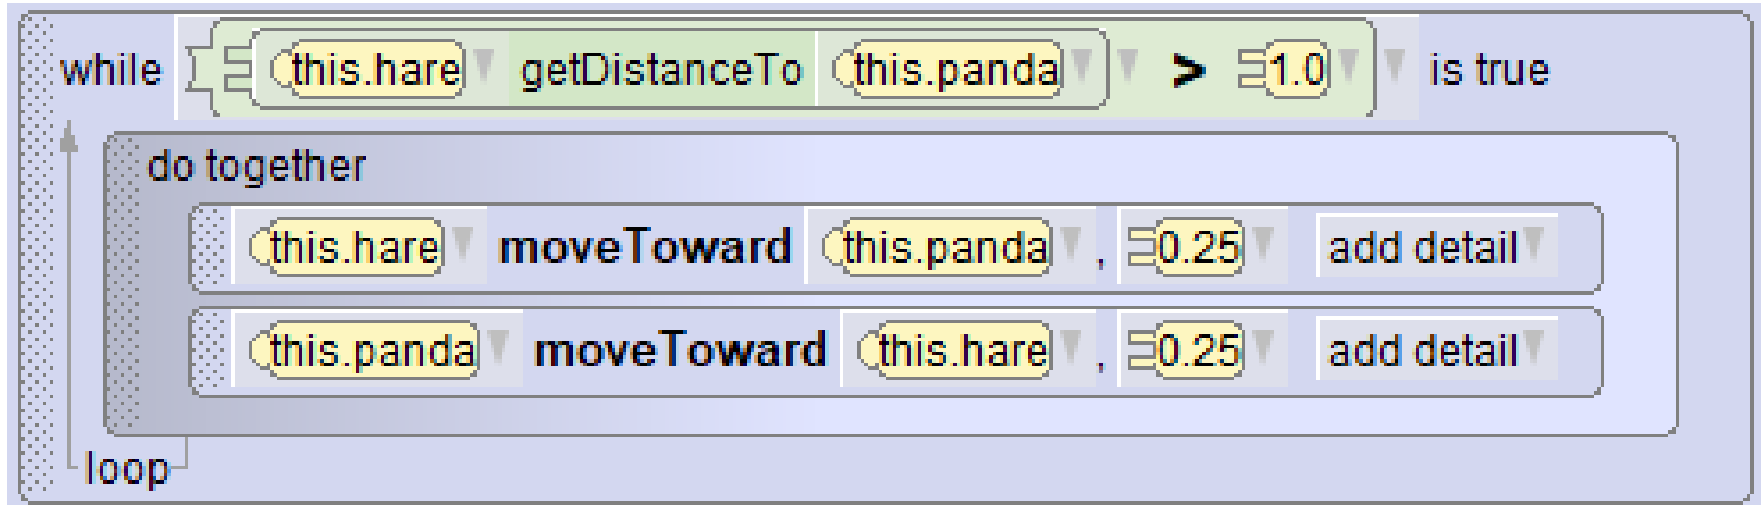 while this.hare getDistanceTo this.panda > 1.0 is true
do together
this.hare moveToward this.panda , 0.25 add detail
this.panda moveToward this.hare , 0.25 add detail
loop